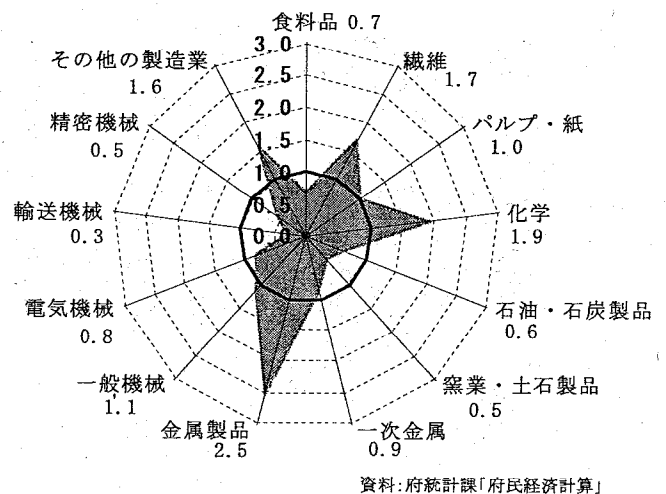 食料品 0.7
繊維
1.7
パルプ・紙
1.0
化学
1.9
石油・石炭製品
0.6
窯業・土石製品
0.5
一次金属
0.9
金属製品
2.5
一般機械
1.1
電気機械
0.8
輸送機械
0.3
精密機械
0.5
その他の製造業
1.6
3.0
2.5
2.0
1.5
1.0
0.5
0.0
資料:府統計課「府民経済計算」